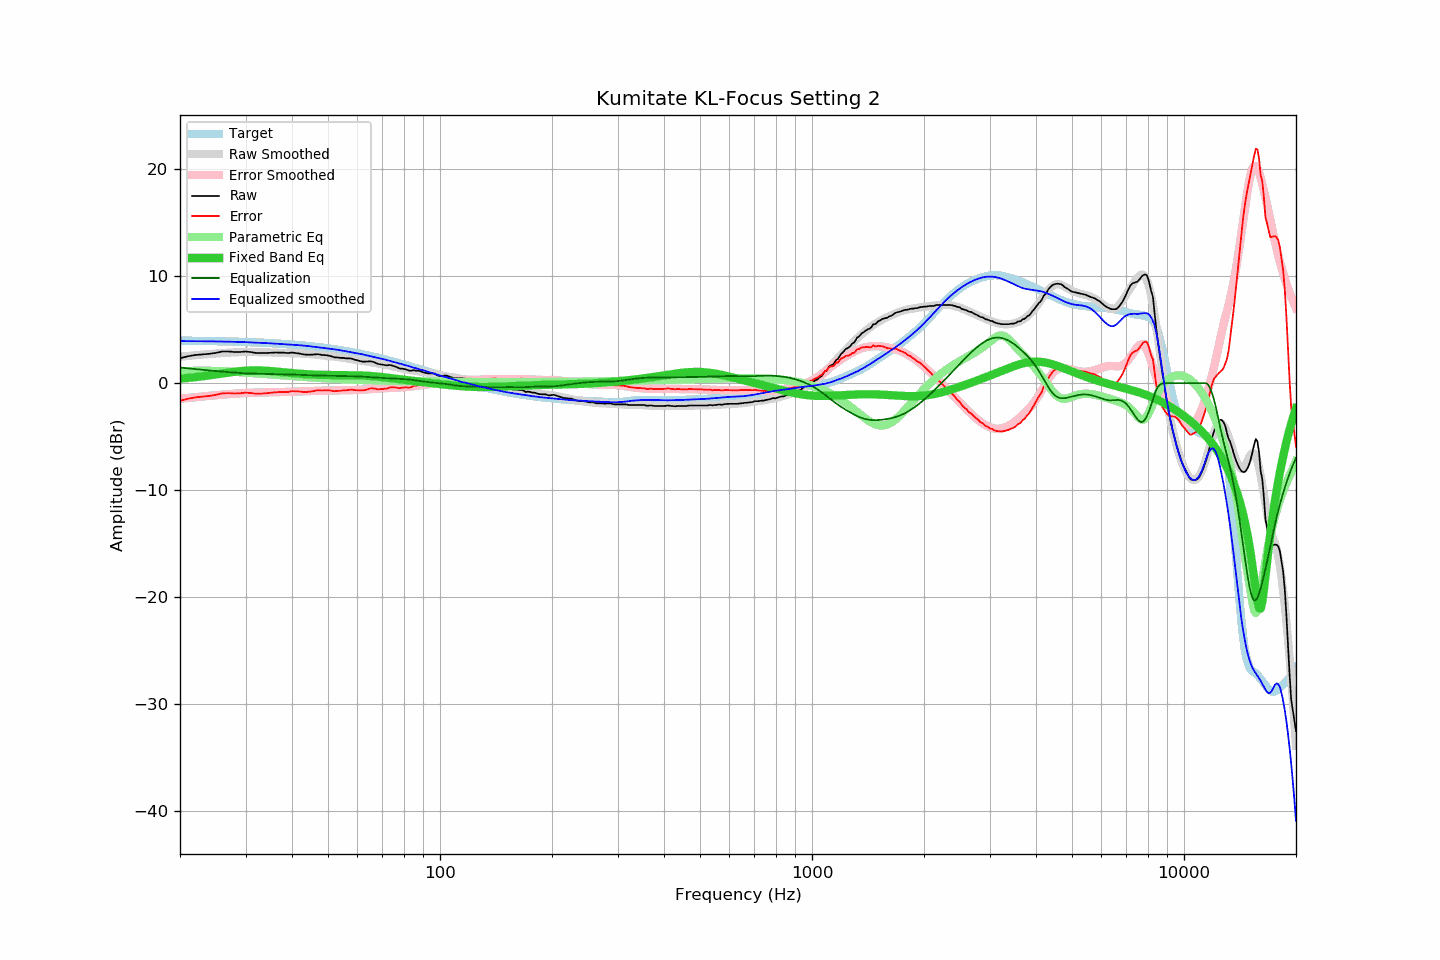 Kumitate KL-Focus Setting 2
Target
Raw Smoothed
Error Smoothed
Raw
Error
Parametric Eq
Fixed Band Eq
Equalization
Equalized smoothed
20
10
0
−10
−20
−30
−40
Amplitude (dBr)
100 1000 10000
Frequency (Hz)